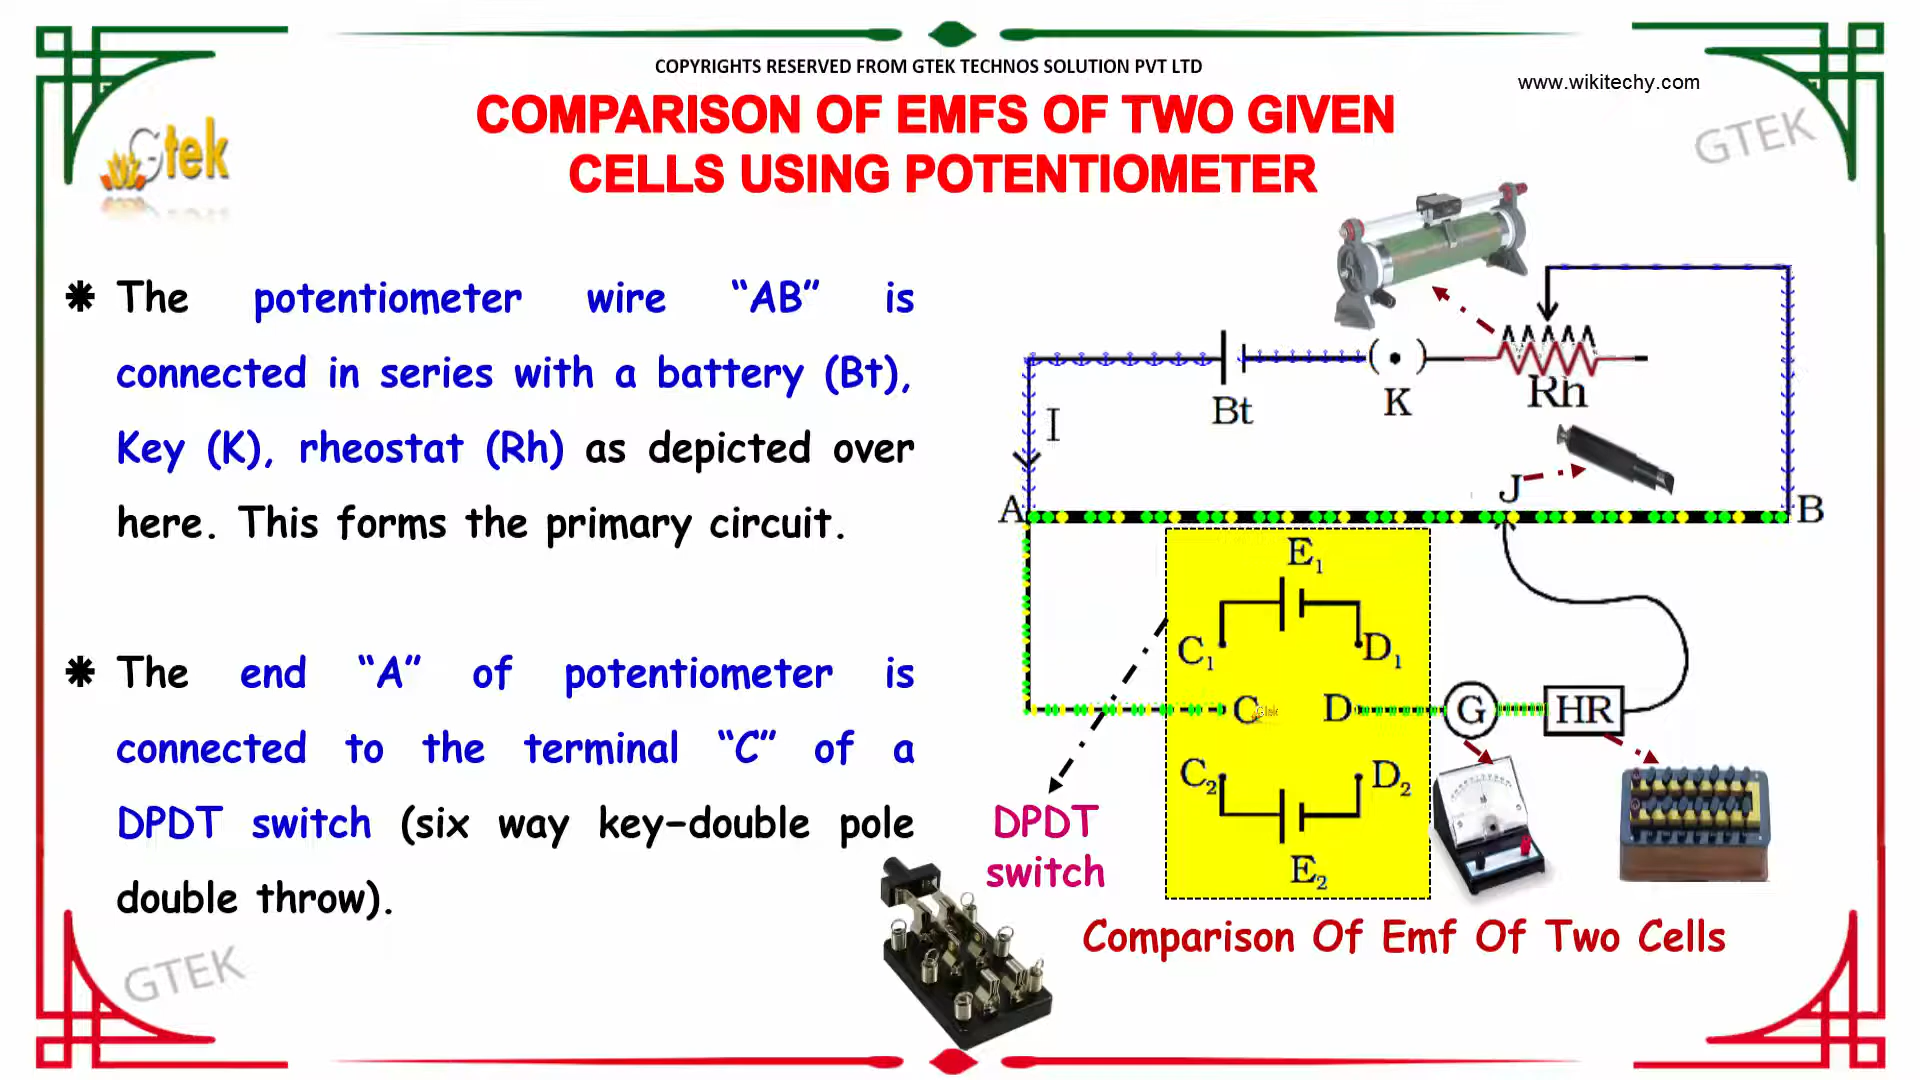 COPYRIGHTS RESERVED FROM GTEK TECHNOS SOLUTION PVT LTD
www.wikitechy.com
COMPARISON OF EMFS OF TWO GIVEN
CELLS USING POTENTIOMETER
Gtek
GTEK
The potentiometer wire “AB” is
connected in series with a battery (Bt),
Key (K), rheostat (Rh) as depicted over
here. This forms the primary circuit.
The end “A” of potentiometer is
connected to the terminal “C” of a
DPDT switch (six way key–double pole
double throw).
GTEK
I
Bt
K
Rh
J
A
B
E₁
C₁
D₁
C
D
G
HR
C₂
D₂
E₂
DPDT
switch
Comparison Of Emf Of Two Cells